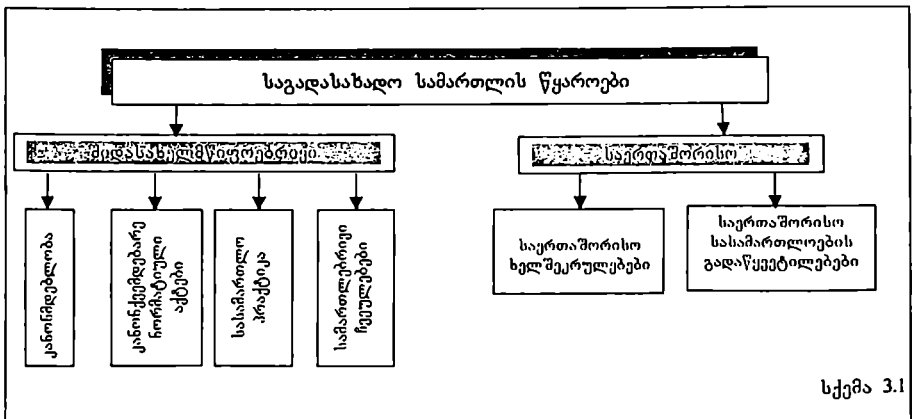 საგადასახადო სამართლის წყაროები
შიდასახელმწიფოებრივი
საერთაშორისო
კანონმდებლობა
კანონქვემდებარე
ნორმატიული
აქტები
სასამართლო
პრაქტიკა
სამართლებრივი
ჩვეულებები
საერთაშორისო
ხელშეკრულებები
საერთაშორისო
სასამართლოების
გადაწყვეტილებები
სქემა 3.1